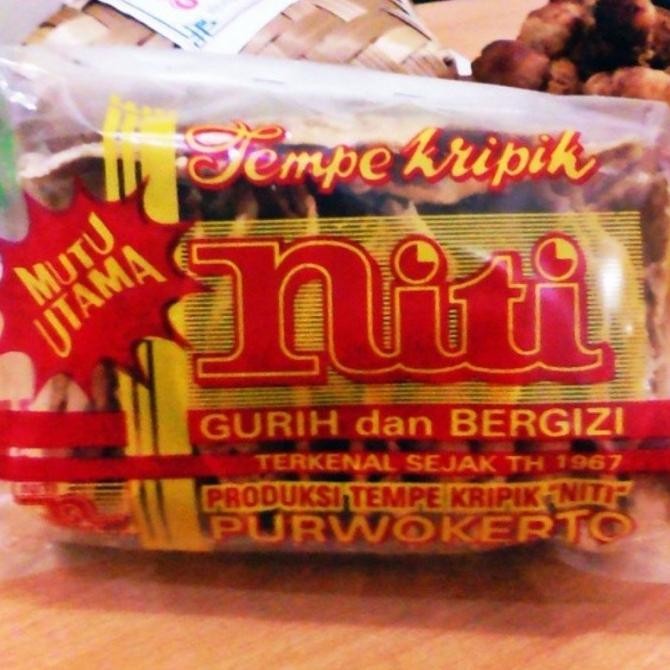 Tempe kripik
MUTU
UTAMA
niti
GURIH dan BERGIZI
TERKENAL SEJAK TH 1967
PRODUKSI TEMPE KRIPIK "NITI"
PURWOKERTO